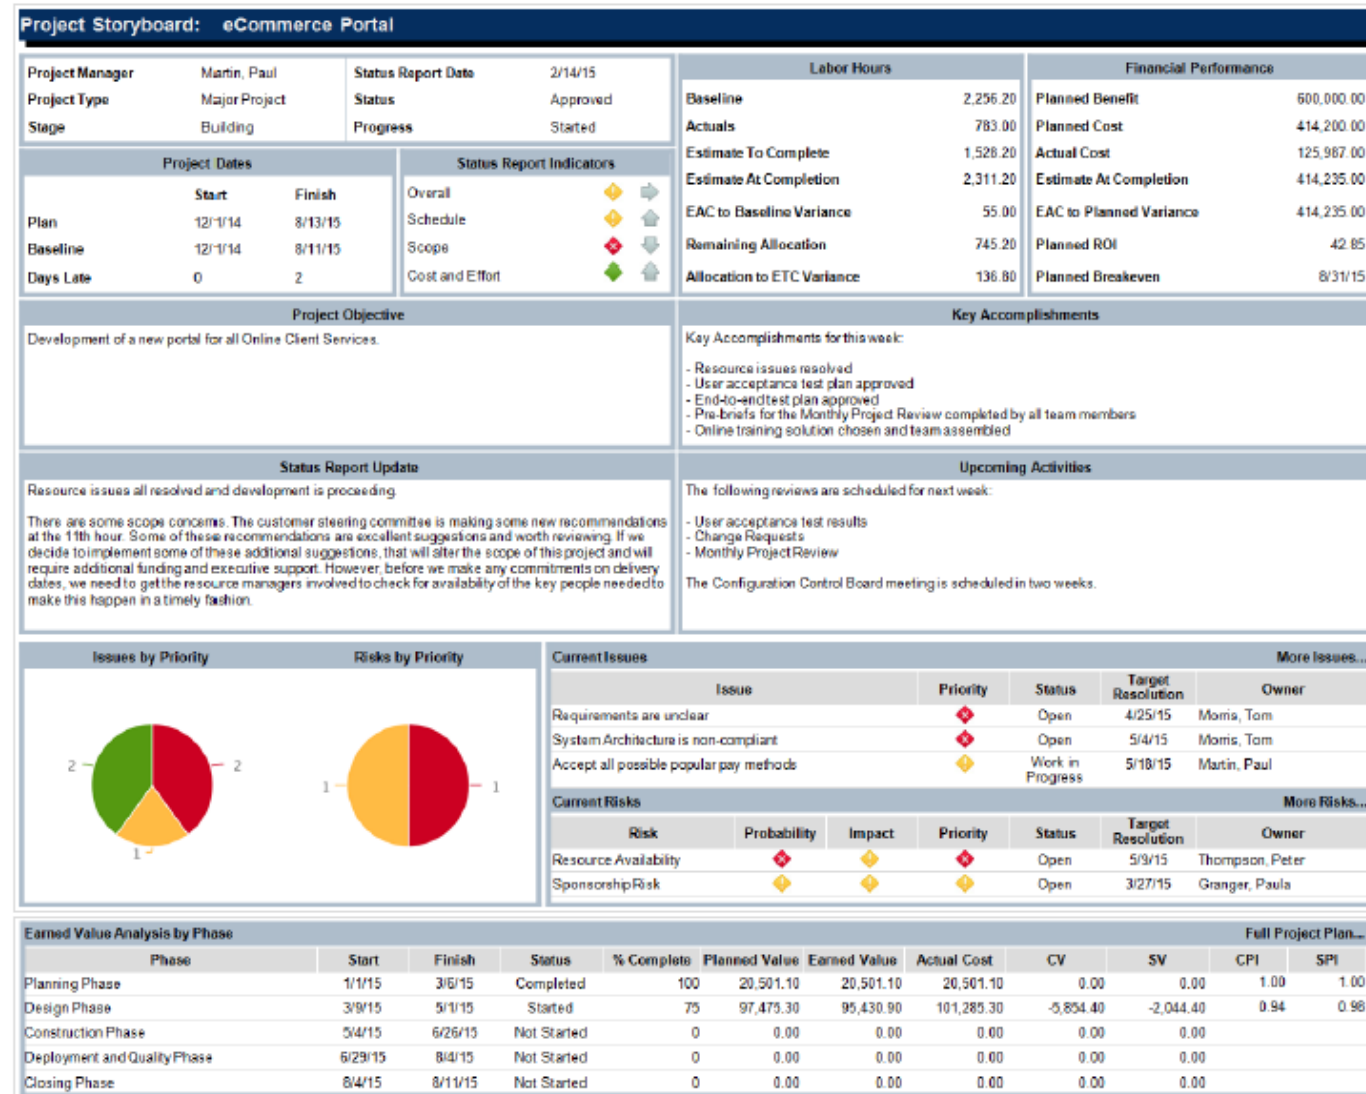 Project Storyboard: eCommerce Portal
Project Manager Martin, Paul Status Report Date 2/14/15
Project Type Major Project Status Approved
Stage Building Progress Started
Project Dates
Start Finish
Plan 12/1/14 8/13/15
Baseline 12/1/14 8/11/15
Days Late 0 2
Status Report Indicators
Overall
Schedule
Scope
Cost and Effort
Labor Hours
Baseline 2,256.20
Actuals 783.00
Estimate To Complete 1,528.20
Estimate At Completion 2,311.20
EAC to Baseline Variance 55.00
Remaining Allocation 745.20
Allocation to ETC Variance 136.80
Financial Performance
Planned Benefit 600,000.00
Planned Cost 414,200.00
Actual Cost 125,987.00
Estimate At Completion 414,235.00
EAC to Planned Variance 414,235.00
Planned ROI 42.85
Planned Breakeven 8/31/15
Project Objective
Development of a new portal for all Online Client Services.
Key Accomplishments
Key Accomplishments for this week:
- Resource issues resolved
- User acceptance test plan approved
- End-to-end test plan approved
- Pre-briefs for the Monthly Project Review completed by all team members
- Online training solution chosen and team assembled
Status Report Update
Resource issues all resolved and development is proceeding.
There are some scope concerns. The customer steering committee is making some new recommendations
at the 11th hour. Some of these recommendations are excellent suggestions and worth reviewing. If we
decide to implement some of these additional suggestions, that will alter the scope of this project and will
require additional funding and executive support. However, before we make any commitments on delivery
dates, we need to get the resource managers involved to check for availability of the key people needed to
make this happen in a timely fashion.
Upcoming Activities
The following reviews are scheduled for next week:
- User acceptance test results
- Change Requests
- Monthly Project Review
The Configuration Control Board meeting is scheduled in two weeks.
Issues by Priority
2
2
1
Risks by Priority
1
1
Current Issues More Issues...
Issue Priority Status Target Resolution Owner
Requirements are unclear Open 4/25/15 Morris, Tom
System Architecture is non-compliant Open 5/4/15 Morris, Tom
Accept all possible popular pay methods Work in Progress 5/18/15 Martin, Paul
Current Risks More Risks...
Risk Probability Impact Priority Status Target Resolution Owner
Resource Availability Open 5/9/15 Thompson, Peter
Sponsorship Risk Open 3/27/15 Granger, Paula
Earned Value Analysis by Phase Full Project Plan...
Phase Start Finish Status % Complete Planned Value Earned Value Actual Cost CV SV CPI SPI
Planning Phase 1/1/15 3/6/15 Completed 100 20,501.10 20,501.10 20,501.10 0.00 0.00 1.00 1.00
Design Phase 3/9/15 5/1/15 Started 75 97,475.30 95,430.90 101,285.30 -5,854.40 -2,044.40 0.94 0.98
Construction Phase 5/4/15 6/26/15 Not Started 0 0.00 0.00 0.00 0.00 0.00
Deployment and Quality Phase 6/29/15 8/4/15 Not Started 0 0.00 0.00 0.00 0.00 0.00
Closing Phase 8/4/15 8/11/15 Not Started 0 0.00 0.00 0.00 0.00 0.00